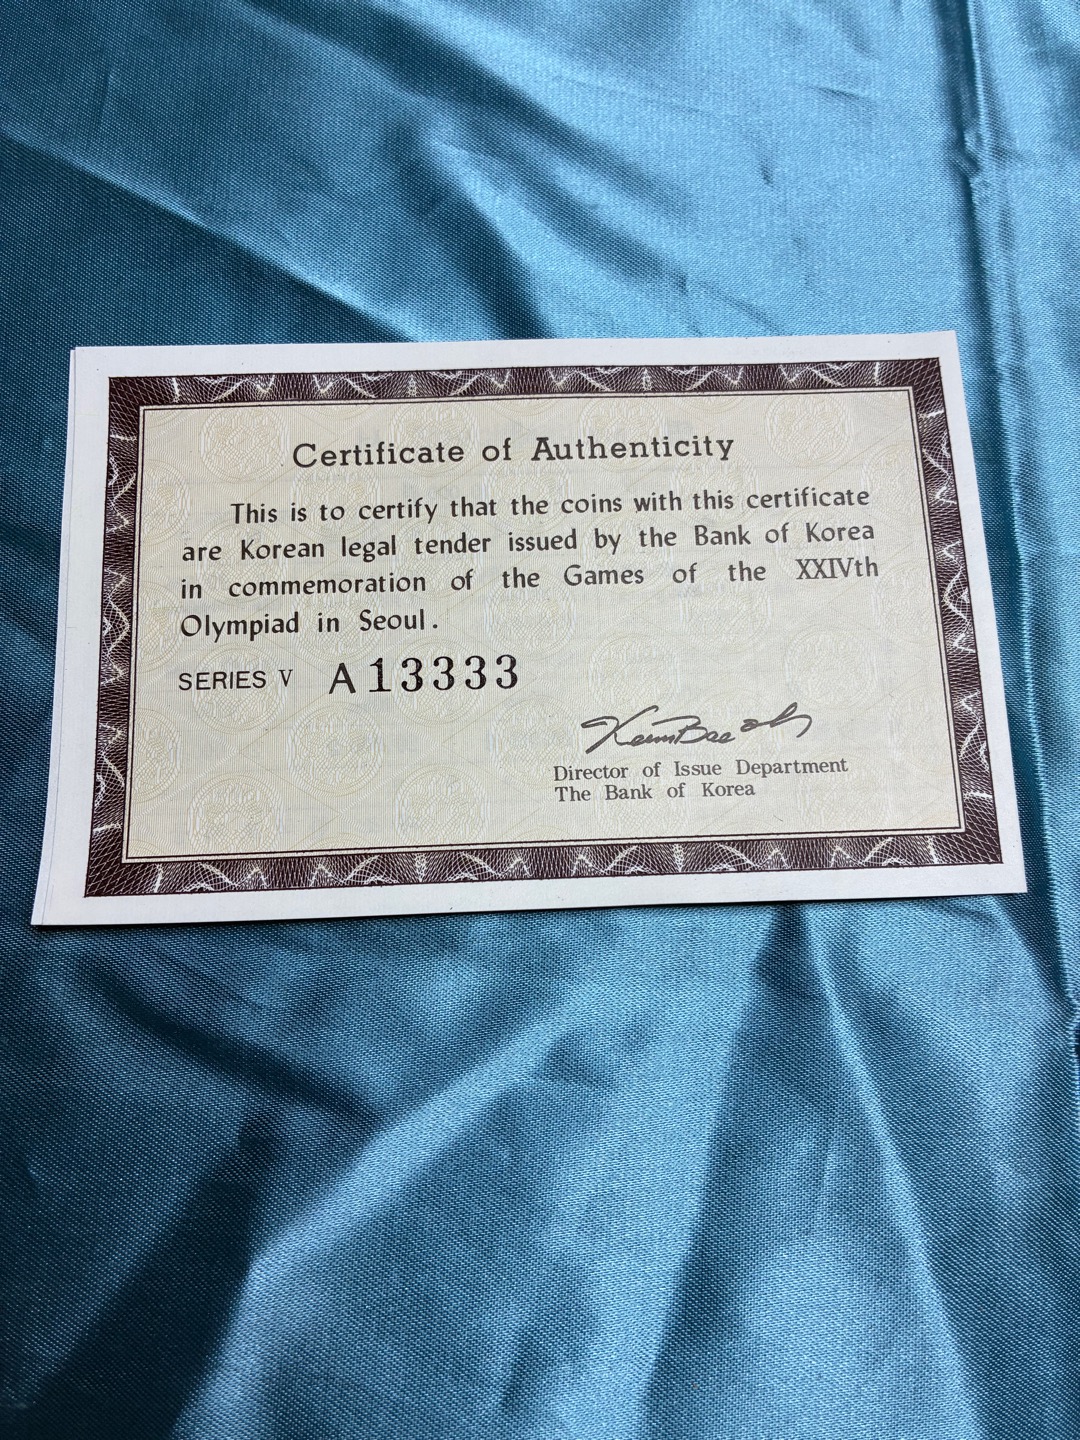 Certificate of Authenticity
This is to certify that the coins with this certificate
are Korean legal tender issued by the Bank of Korea
in commemoration of the Games of the XXIVth
Olympiad in Seoul.
SERIES V A13333
Director of Issue Department
The Bank of Korea